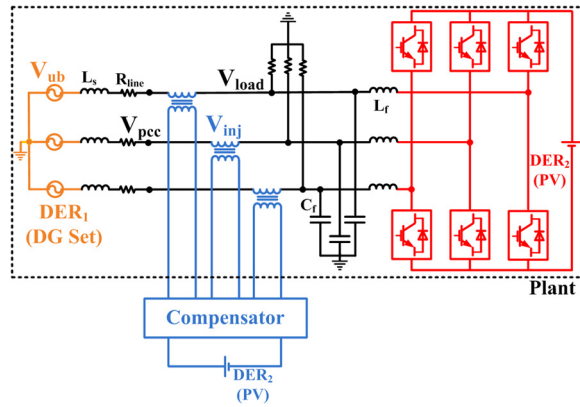 V_ub
L_s
R_line
V_load
L_f
V_pcc
V_inj
DER₂
(PV)
DER₁
(DG Set)
C_f
Plant
Compensator
DER₂
(PV)